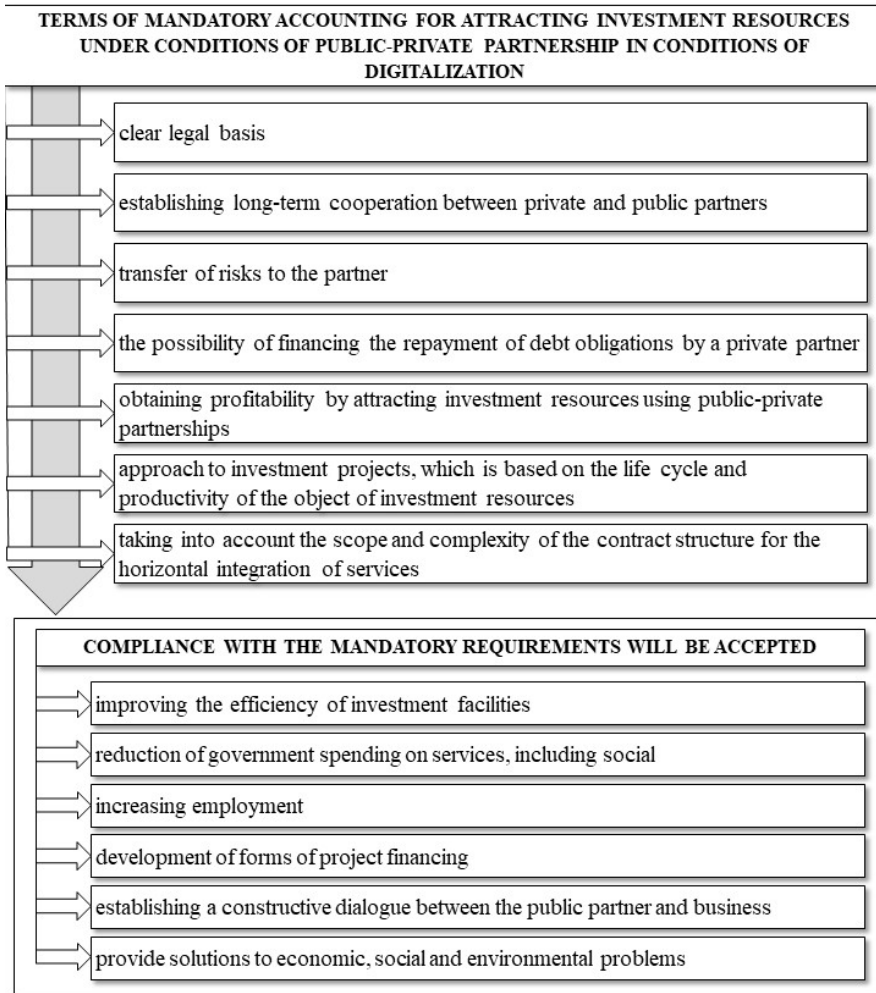 TERMS OF MANDATORY ACCOUNTING FOR ATTRACTING INVESTMENT RESOURCES
UNDER CONDITIONS OF PUBLIC-PRIVATE PARTNERSHIP IN CONDITIONS OF
DIGITALIZATION
clear legal basis
establishing long-term cooperation between private and public partners
transfer of risks to the partner
the possibility of financing the repayment of debt obligations by a private partner
obtaining profitability by attracting investment resources using public-private
partnerships
approach to investment projects, which is based on the life cycle and
productivity of the object of investment resources
taking into account the scope and complexity of the contract structure for the
horizontal integration of services
COMPLIANCE WITH THE MANDATORY REQUIREMENTS WILL BE ACCEPTED
improving the efficiency of investment facilities
reduction of government spending on services, including social
increasing employment
development of forms of project financing
establishing a constructive dialogue between the public partner and business
provide solutions to economic, social and environmental problems